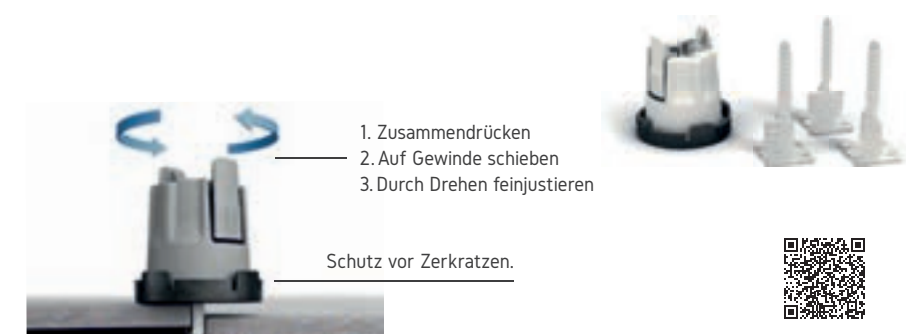 1. Zusammendrücken
2. Auf Gewinde schieben
3. Durch Drehen feinjustieren
Schutz vor Zerkratzen.